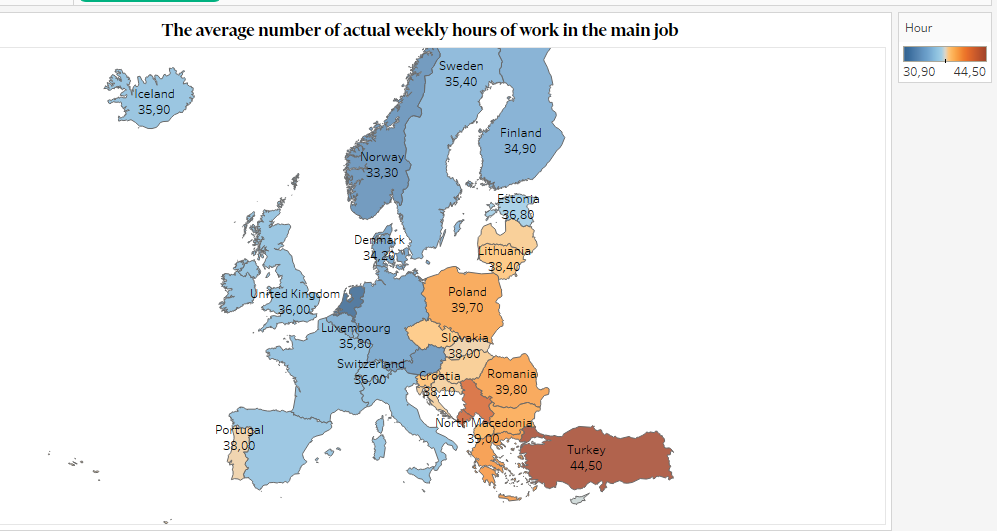 The average number of actual weekly hours of work in the main job
Hour
30,90 44,50
Sweden
35,40
Iceland
35,90
Finland
34,90
Norway
33,30
Estonia
36,80
Denmark
34,20
Lithuania
38,40
United Kingdom
36,00
Poland
39,70
Luxembourg
35,80
Slovakia
38,00
Switzerland
36,00
Croatia
38,10
Romania
39,80
Portugal
38,00
North Macedonia
39,00
Turkey
44,50